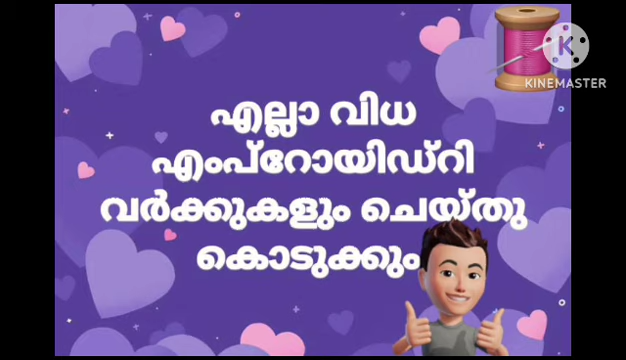 എല്ലാ വിധ
എംപ്റോയിഡ്റി
വർക്കുകളും ചെയ്തു
കൊടുക്കും
K
KINEMASTER